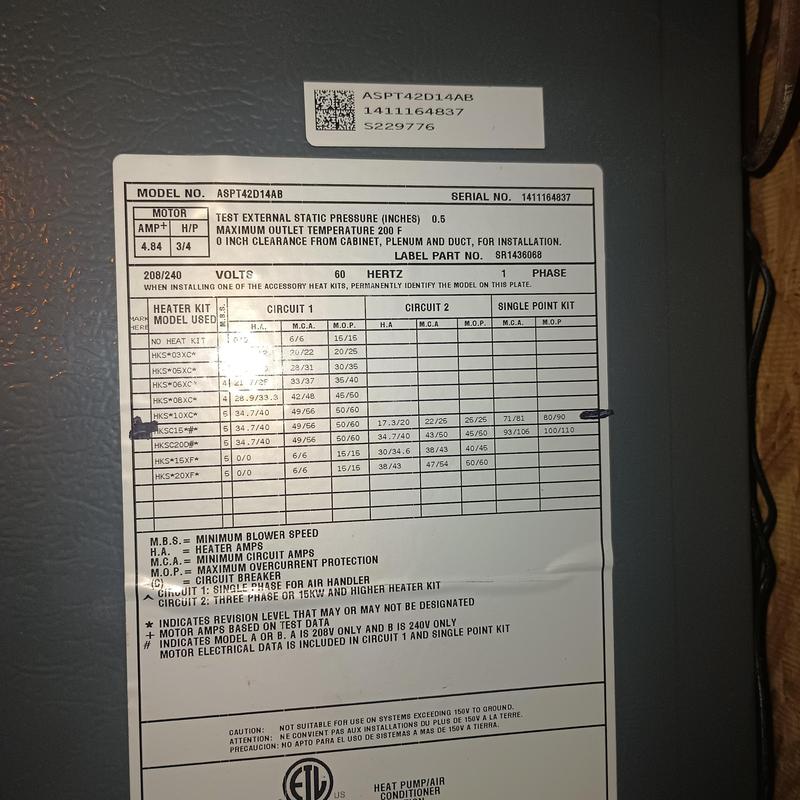 ASPT42D14AB
1411164837
S229776
MODEL NO. ASPT42D14AB SERIAL NO. 1411164837
MOTOR
AMP+ H/P
4.84 3/4
TEST EXTERNAL STATIC PRESSURE (INCHES) 0.5
MAXIMUM OUTLET TEMPERATURE 200 F
0 INCH CLEARANCE FROM CABINET, PLENUM AND DUCT, FOR INSTALLATION.
LABEL PART NO. SR1436068
208/240 VOLTS 60 HERTZ 1 PHASE
WHEN INSTALLING ONE OF THE ACCESSORY HEAT KITS, PERMANENTLY IDENTIFY THE MODEL ON THIS PLATE.
MARK HERE HEATER KIT MODEL USED M.B.S. CIRCUIT 1 CIRCUIT 2 SINGLE POINT KIT
H.A. M.C.A. M.O.P. H.A M.C.A M.O.P. M.C.A. M.O.P
NO HEAT KIT 6/6 15/15
HKS*03XC* 20/22 20/25
HKS*05XC* 28/31 30/35
HKS*06XC* 4 33/37 35/40
HKS*08XC* 4 28.9/33.3 42/48 45/50
HKS*10XC* 5 34.7/40 49/56 50/60
HKSC15*#* 5 34.7/40 49/56 50/60 17.3/20 22/25 25/25 71/81 80/90
HKSC20D#* 5 34.7/40 49/56 50/60 34.7/40 43/50 45/50 93/106 100/110
HKS*15XF* 5 0/0 6/6 15/15 30/34.6 38/43 40/45
HKS*20XF* 5 0/0 6/6 15/15 38/43 47/54 50/60
M.B.S. = MINIMUM BLOWER SPEED
H.A. = HEATER AMPS
M.C.A. = MINIMUM CIRCUIT AMPS
M.O.P. = MAXIMUM OVERCURRENT PROTECTION
(C) = CIRCUIT BREAKER
^ CIRCUIT 1: SINGLE PHASE FOR AIR HANDLER
CIRCUIT 2: THREE PHASE OR 15KW AND HIGHER HEATER KIT
* INDICATES REVISION LEVEL THAT MAY OR MAY NOT BE DESIGNATED
+ MOTOR AMPS BASED ON TEST DATA
# INDICATES MODEL A OR B. A IS 208V ONLY AND B IS 240V ONLY
MOTOR ELECTRICAL DATA IS INCLUDED IN CIRCUIT 1 AND SINGLE POINT KIT
CAUTION: NOT SUITABLE FOR USE ON SYSTEMS EXCEEDING 150V TO GROUND.
ATTENTION: NE CONVIENT PAS AUX INSTALLATIONS DU PLUS DE 150V A LA TERRE.
PRECAUCION: NO APTO PARA EL USO DE SISTEMAS A MAS DE 150V A TIERRA.
ETL US
HEAT PUMP/AIR
CONDITIONER